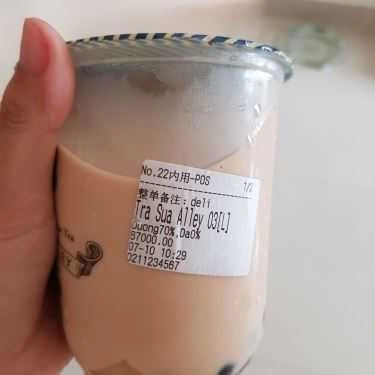 No.22内用-POS 1/2
整单备注: deli
Tra Sua Alley 03[L]
Duong70%,Da0%
67000.00
07-10 10:29
0211234567